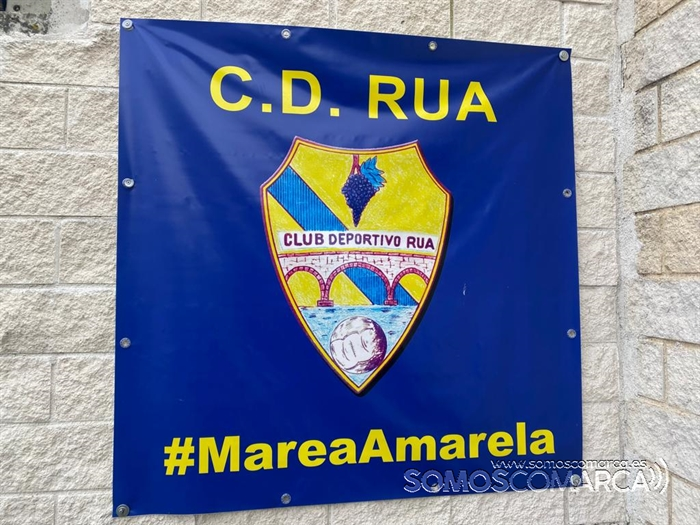 C.D. RUA
CLUB DEPORTIVO RUA
#MareaAmarela
www.somoscomarca.es
SOMOSCOMARCA